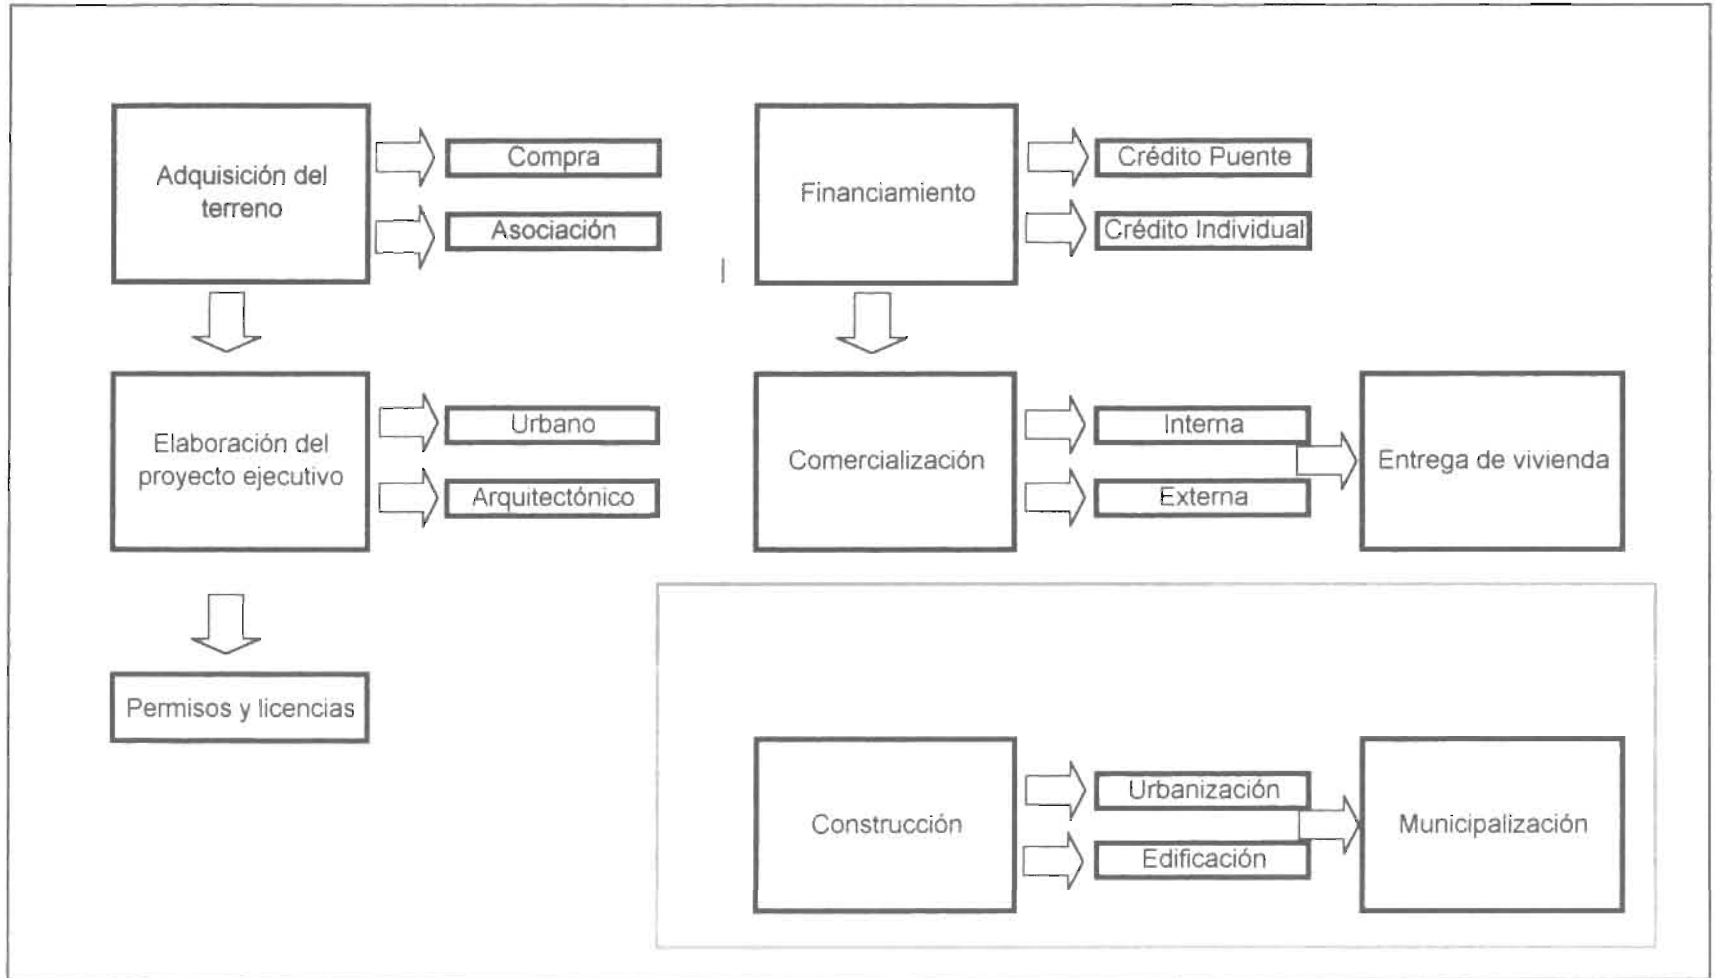 Adquisición del
terreno
Compra
Asociación
Elaboración del
proyecto ejecutivo
Urbano
Arquitectónico
Permisos y licencias
Financiamiento
Crédito Puente
Crédito Individual
Comercialización
Interna
Externa
Entrega de vivienda
Construcción
Urbanización
Edificación
Municipalización